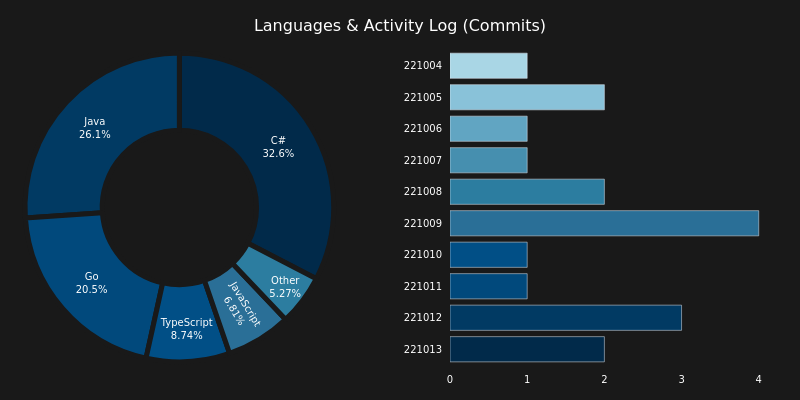 Languages & Activity Log (Commits)
Java
26.1%
C#
32.6%
Go
20.5%
TypeScript
8.74%
JavaScript
6.81%
Other
5.27%
221004
221005
221006
221007
221008
221009
221010
221011
221012
221013
0 1 2 3 4